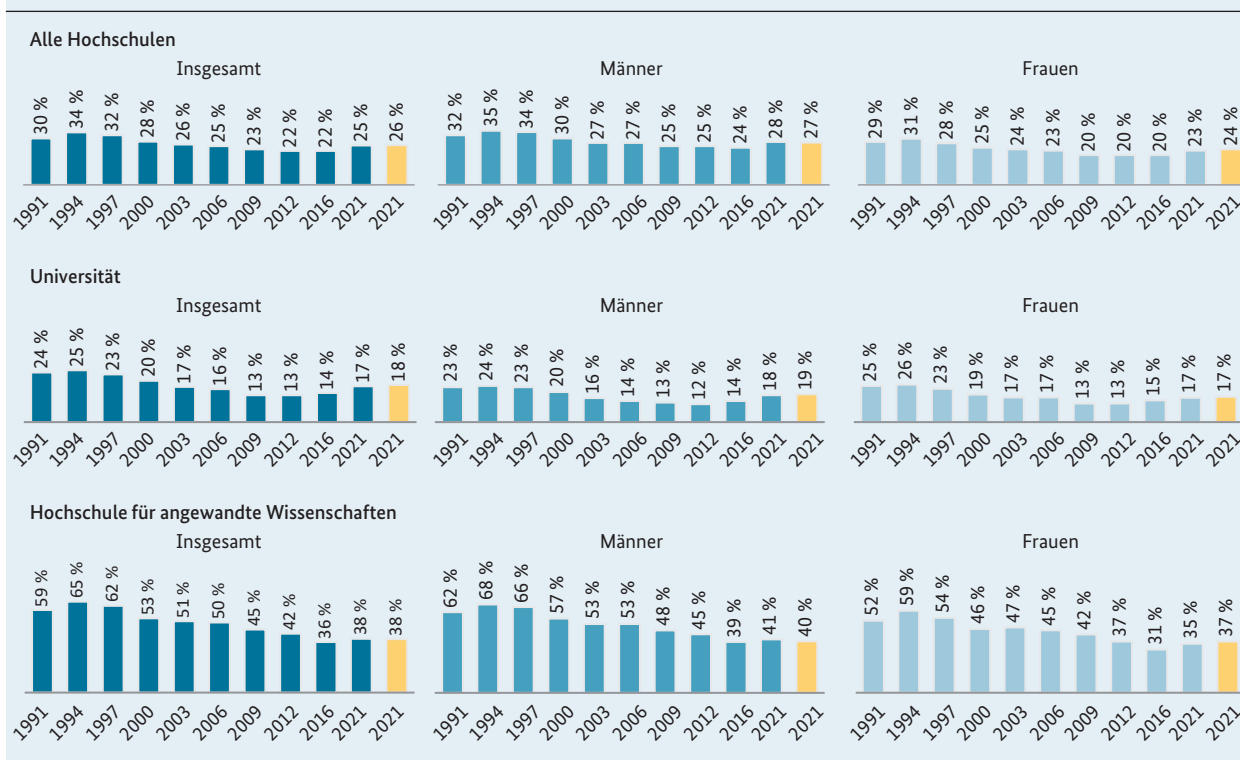 Alle Hochschulen
Insgesamt
30 % 34 % 32 % 28 % 26 % 25 % 23 % 22 % 22 % 25 % 26 %
1991 1994 1997 2000 2003 2006 2009 2012 2016 2021 2021
Männer
32 % 35 % 34 % 30 % 27 % 27 % 25 % 25 % 24 % 28 % 27 %
1991 1994 1997 2000 2003 2006 2009 2012 2016 2021 2021
Frauen
29 % 31 % 28 % 25 % 24 % 23 % 20 % 20 % 20 % 23 % 24 %
1991 1994 1997 2000 2003 2006 2009 2012 2016 2021 2021
Universität
Insgesamt
24 % 25 % 23 % 20 % 17 % 16 % 13 % 13 % 14 % 17 % 18 %
1991 1994 1997 2000 2003 2006 2009 2012 2016 2021 2021
Männer
23 % 24 % 23 % 20 % 16 % 14 % 13 % 12 % 14 % 18 % 19 %
1991 1994 1997 2000 2003 2006 2009 2012 2016 2021 2021
Frauen
25 % 26 % 23 % 19 % 17 % 17 % 13 % 13 % 15 % 17 % 17 %
1991 1994 1997 2000 2003 2006 2009 2012 2016 2021 2021
Hochschule für angewandte Wissenschaften
Insgesamt
59 % 65 % 62 % 53 % 51 % 50 % 45 % 42 % 36 % 38 % 38 %
1991 1994 1997 2000 2003 2006 2009 2012 2016 2021 2021
Männer
62 % 68 % 66 % 57 % 53 % 53 % 48 % 45 % 39 % 41 % 40 %
1991 1994 1997 2000 2003 2006 2009 2012 2016 2021 2021
Frauen
52 % 59 % 54 % 46 % 47 % 45 % 42 % 37 % 31 % 35 % 37 %
1991 1994 1997 2000 2003 2006 2009 2012 2016 2021 2021